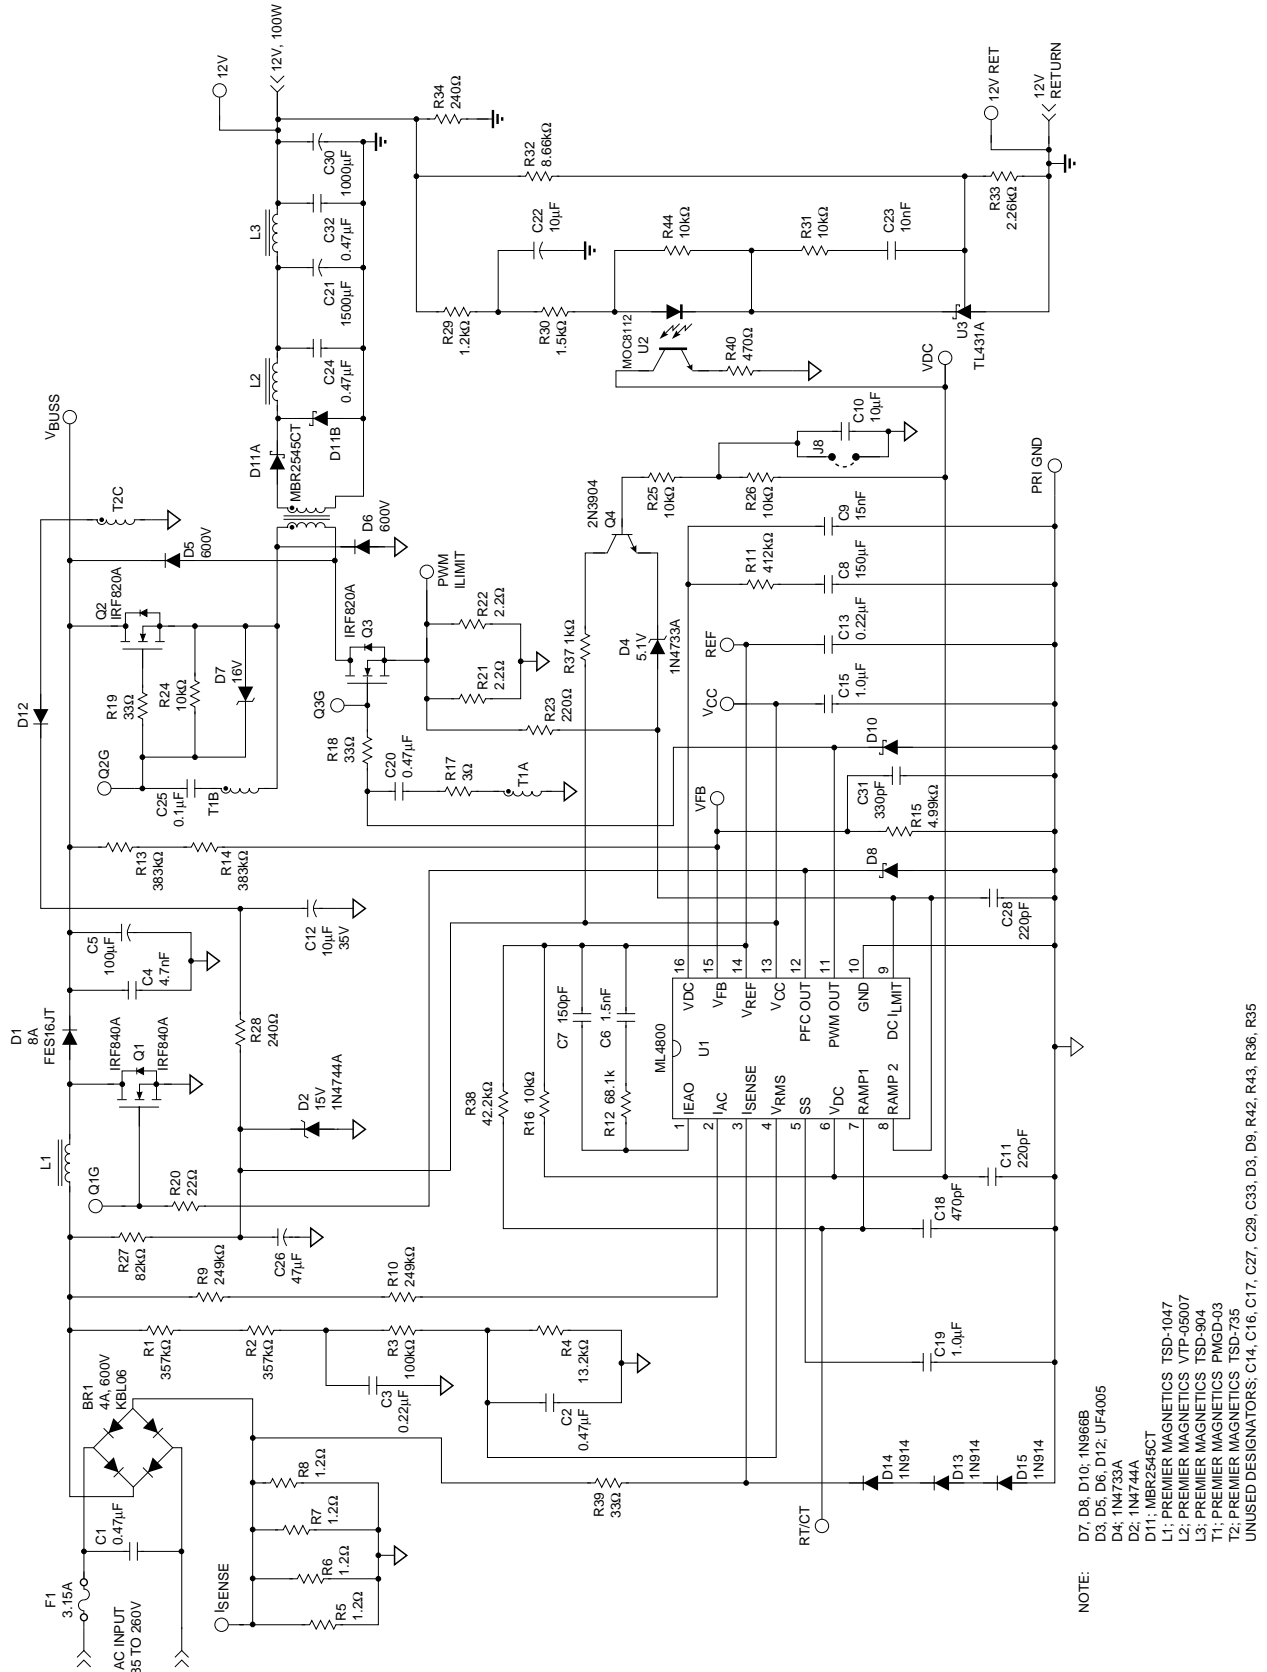 AC INPUT
85 TO 260V
F1
3.15A
C1
0.47µF
BR1
4A, 600V
KBL06
ISENSE
R5
1.2Ω
R6
1.2Ω
R7
1.2Ω
R8
1.2Ω
R1
357kΩ
R2
357kΩ
C3
0.22µF
R3
100kΩ
C2
0.47µF
R4
13.2kΩ
R9
249kΩ
R10
249kΩ
R27
82kΩ
C26
47µF
Q1G
R20
22Ω
L1
D2
15V
1N4744A
R28
240Ω
IRF840A
Q1
IRF840A
D1
8A
FES16JT
C4
4.7nF
C5
100µF
C12
10µF
35V
R13
383kΩ
R14
383kΩ
D12
Q2G
C25
0.1µF
T1B
R19
33Ω
R24
10kΩ
D7
16V
Q2
IRF820A
D5
600V
T2C
VBUSS
D6
600V
D11A
MBR2545CT
D11B
L2
C24
0.47µF
C21
1500µF
L3
C32
0.47µF
C30
1000µF
12V
12V, 100W
R34
240Ω
Q3G
R18
33Ω
C20
0.47µF
R17
3Ω
T1A
IRF820A
Q3
PWM
ILIMIT
R21
2.2Ω
R22
2.2Ω
R23
220Ω
R37 1kΩ
D4
5.1V
1N4733A
2N3904
Q4
R25
10kΩ
R26
10kΩ
J8
C10
10µF
R29
1.2kΩ
R30
1.5kΩ
C22
10µF
R32
8.66kΩ
MOC8112
U2
R40
470Ω
R44
10kΩ
R31
10kΩ
C23
10nF
U3
TL431A
R33
2.26kΩ
12V RET
12V
RETURN
VDC
PRI GND
R11
412kΩ
C8
150µF
C9
15nF
REF
C13
0.22µF
VCC
C15
1.0µF
D10
VFB
C31
330pF
R15
4.99kΩ
D8
C28
220pF
R38
42.2kΩ
R16 10kΩ
C7 150pF
C6 1.5nF
R12 68.1k
ML4800
U1
1 IEAO
2 IAC
3 ISENSE
4 VRMS
5 SS
6 VDC
7 RAMP1
8 RAMP 2
VDC 16
VFB 15
VREF 14
VCC 13
PFC OUT 12
PWM OUT 11
GND 10
DC ILMIT 9
C11
220pF
C18
470pF
C19
1.0µF
R39
33Ω
RT/CT
D14
1N914
D13
1N914
D15
1N914
NOTE: D7, D8, D10; 1N966B
D3, D5, D6, D12; UF4005
D4; 1N4733A
D2; 1N4744A
D11; MBR2545CT
L1; PREMIER MAGNETICS TSD-1047
L2; PREMIER MAGNETICS VTP-05007
L3; PREMIER MAGNETICS TSD-904
T1; PREMIER MAGNETICS PMGD-03
T2; PREMIER MAGNETICS TSD-735
UNUSED DESIGNATORS; C14, C16, C17, C27, C29, C33, D3, D9, R42, R43, R36, R35